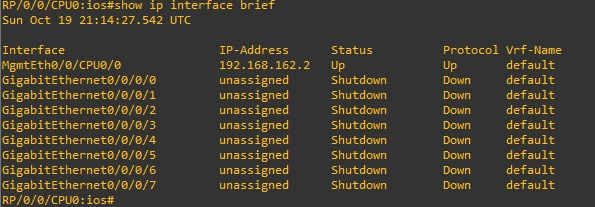 RP/0/0/CPU0:ios#show ip interface brief
Sun Oct 19 21:14:27.542 UTC
Interface IP-Address Status Protocol Vrf-Name
MgmtEth0/0/CPU0/0 192.168.162.2 Up Up default
GigabitEthernet0/0/0/0 unassigned Shutdown Down default
GigabitEthernet0/0/0/1 unassigned Shutdown Down default
GigabitEthernet0/0/0/2 unassigned Shutdown Down default
GigabitEthernet0/0/0/3 unassigned Shutdown Down default
GigabitEthernet0/0/0/4 unassigned Shutdown Down default
GigabitEthernet0/0/0/5 unassigned Shutdown Down default
GigabitEthernet0/0/0/6 unassigned Shutdown Down default
GigabitEthernet0/0/0/7 unassigned Shutdown Down default
RP/0/0/CPU0:ios#